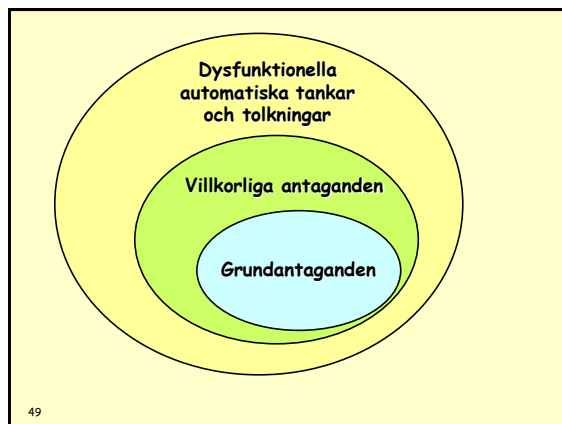 Dysfunktionella
automatiska tankar
och tolkningar
Villkorliga antaganden
Grundantaganden
49